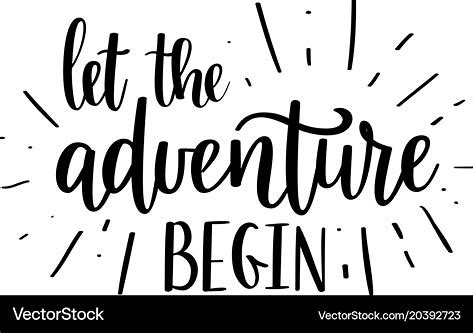 let the
adventure
BEGIN
VectorStock
VectorStock.com/20392723